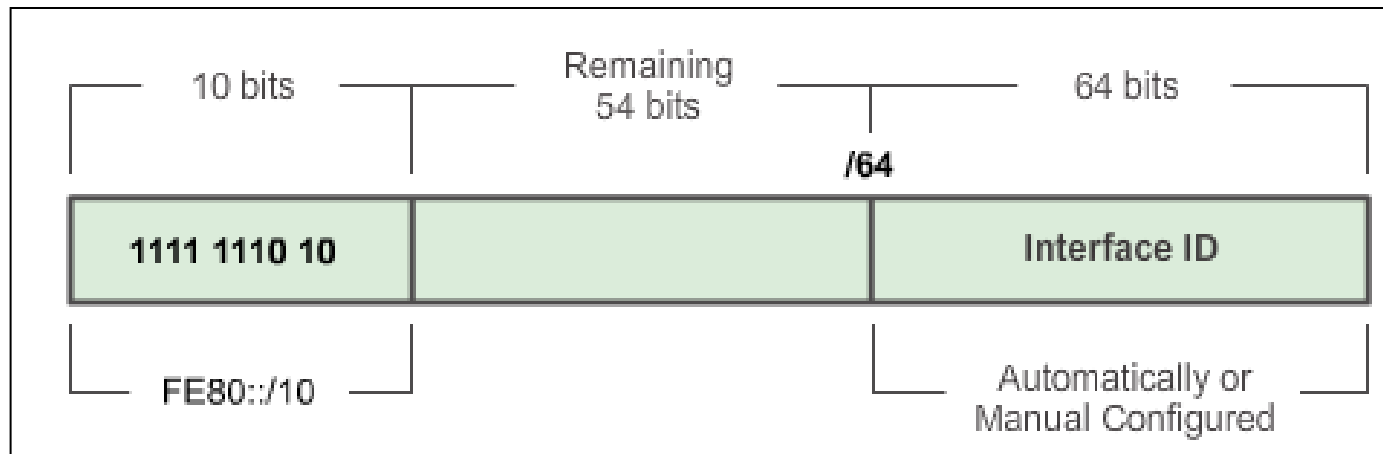 10 bits
Remaining
54 bits
64 bits
/64
1111 1110 10
Interface ID
FE80::/10
Automatically or
Manual Configured